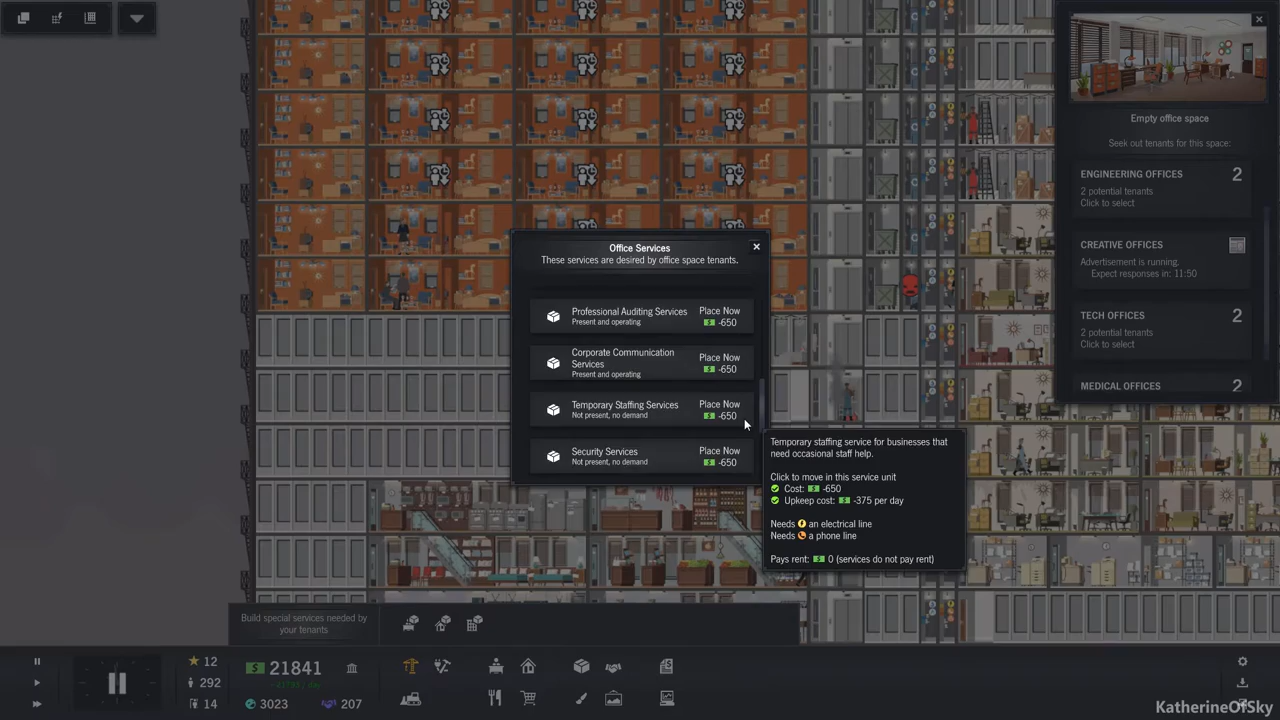 Empty office space
Seek out tenants for this space:
ENGINEERING OFFICES 2
2 potential tenants
Click to select
CREATIVE OFFICES
Advertisement is running.
Expect responses in: 11:50
TECH OFFICES 2
2 potential tenants
Click to select
MEDICAL OFFICES 2
Office Services
These services are desired by office space tenants.
Professional Auditing Services
Present and operating
Place Now
-650
Corporate Communication
Services
Present and operating
Place Now
-650
Temporary Staffing Services
Not present, no demand
Place Now
-650
Security Services
Not present, no demand
Place Now
-650
Temporary staffing service for businesses that
need occasional staff help.
Click to move in this service unit
Cost: $ -650
Upkeep cost: $ -375 per day
Needs an electrical line
Needs a phone line
Pays rent: $ 0 (services do not pay rent)
Build special services needed by
your tenants
12
292
14
$ 21841
3023
207
KatherineOfSky